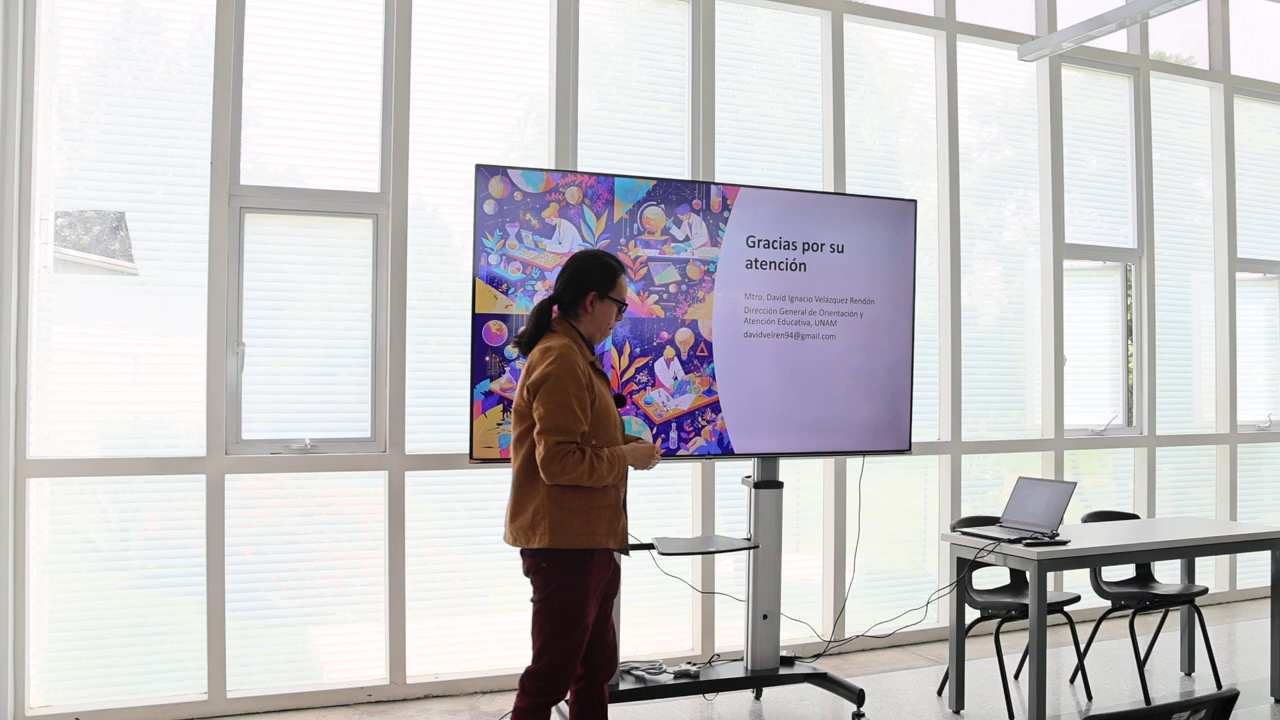 Gracias por su
atención
Mtro. David Ignacio Velázquez Rendón
Dirección General de Orientación y
Atención Educativa, UNAM
davidvelren94@gmail.com